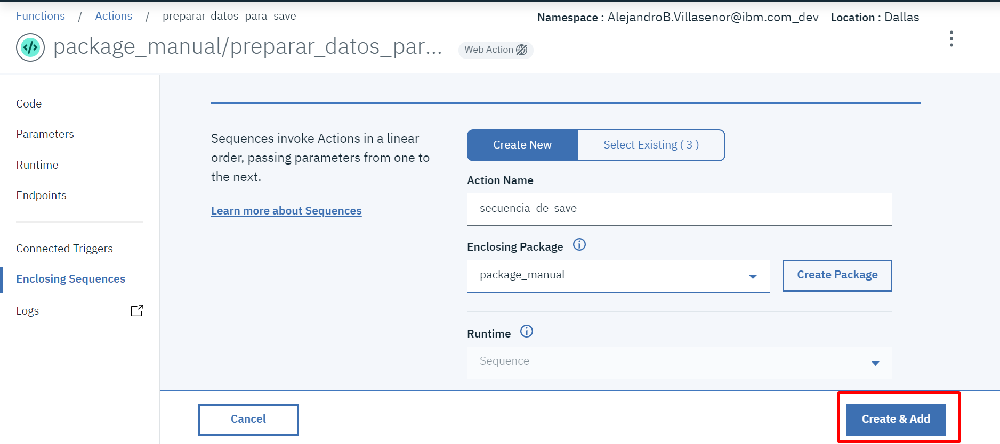 Functions / Actions / preparar_datos_para_save
Namespace : AlejandroB.Villasenor@ibm.com_dev Location : Dallas
</> package_manual/preparar_datos_par...
Web Action
Code
Parameters
Runtime
Endpoints
Connected Triggers
Enclosing Sequences
Logs
Sequences invoke Actions in a linear
order, passing parameters from one to
the next.
Learn more about Sequences
Create New
Select Existing ( 3 )
Action Name
secuencia_de_save
Enclosing Package
package_manual
Create Package
Runtime
Sequence
Cancel
Create & Add